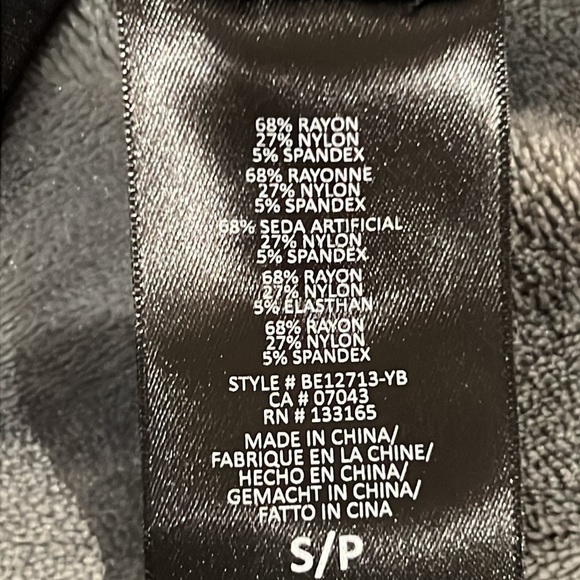 68% RAYON
27% NYLON
5% SPANDEX
68% RAYONNE
27% NYLON
5% SPANDEX
68% SEDA ARTIFICIAL
27% NYLON
5% SPANDEX
68% RAYON
27% NYLON
5% ELASTHAN
68% RAYON
27% NYLON
5% SPANDEX
STYLE # BE12713-YB
CA # 07043
RN # 133165
MADE IN CHINA/
FABRIQUE EN LA CHINE/
HECHO EN CHINA/
GEMACHT IN CHINA/
FATTO IN CINA
S/P